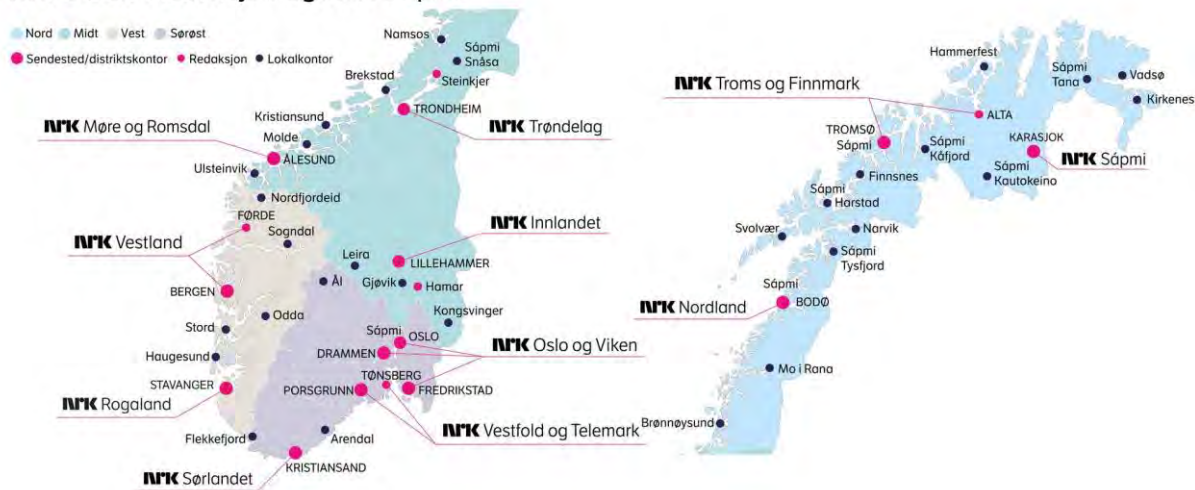 Nord Midt Vest Sørøst
Sendested/distriktskontor Redaksjon Lokalkontor
Namsos
Sápmi
Snåsa
Steinkjer
Brekstad
TRONDHEIM
NRK Trøndelag
Kristiansund
NRK Møre og Romsdal
Molde
ÅLESUND
Ulsteinvik
Nordfjordeid
FØRDE
NRK Vestland
Sogndal
NRK Innlandet
Leira
LILLEHAMMER
Ål
Gjøvik
Hamar
BERGEN
Odda
Kongsvinger
Stord
Sápmi
OSLO
NRK Oslo og Viken
DRAMMEN
Haugesund
TØNSBERG
STAVANGER
PORSGRUNN
FREDRIKSTAD
NRK Rogaland
NRK Vestfold og Telemark
Flekkefjord
Arendal
KRISTIANSAND
NRK Sørlandet
Hammerfest
Sápmi
Tana
Vadsø
Kirkenes
NRK Troms og Finnmark
ALTA
TROMSØ
Sápmi
KARASJOK
NRK Sápmi
Sápmi
Kåfjord
Sápmi
Kautokeino
Finnsnes
Sápmi
Harstad
Svolvær
Narvik
Sápmi
Tysfjord
Sápmi
BODØ
NRK Nordland
Mo i Rana
Brønnøysund